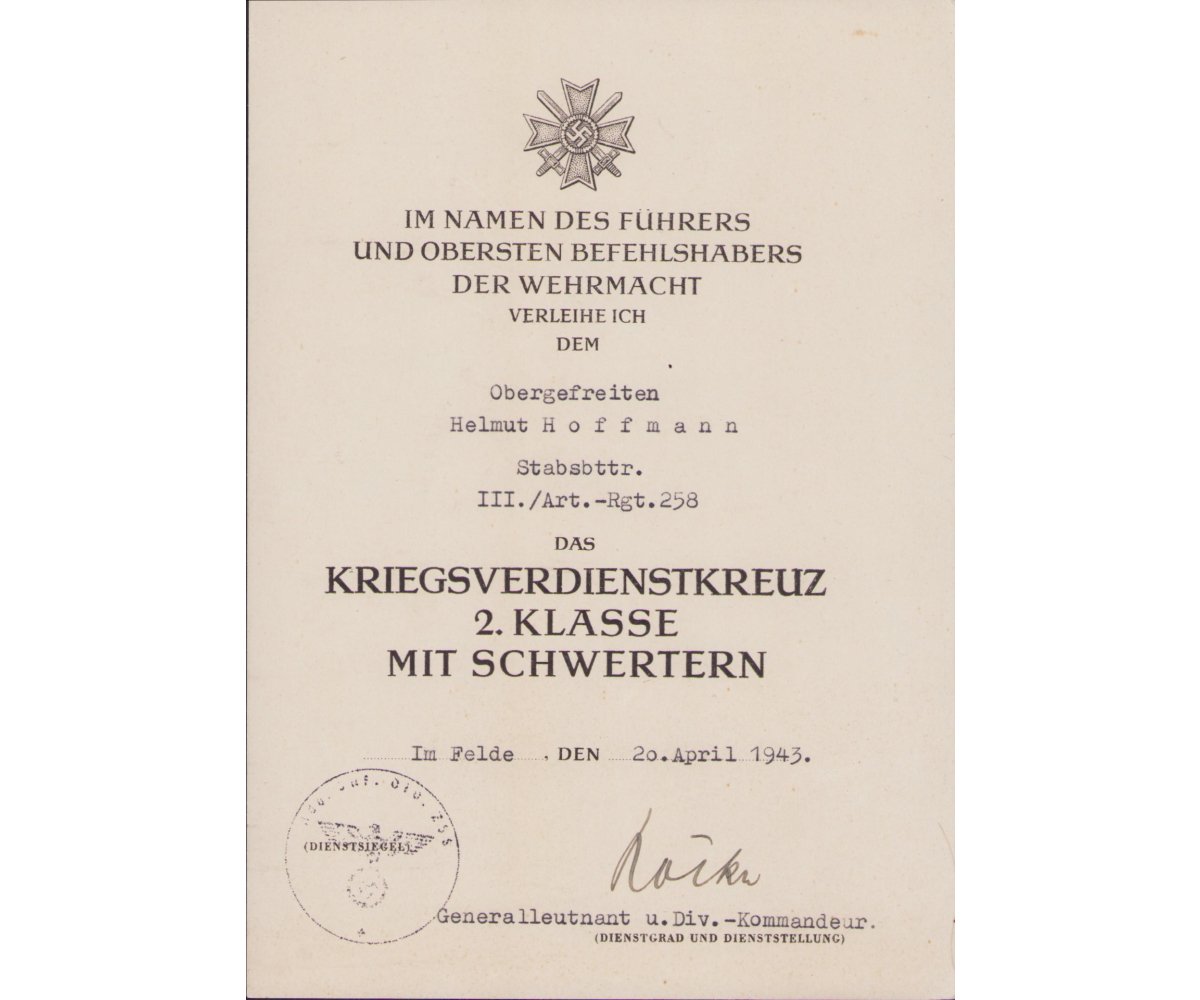 IM NAMEN DES FÜHRERS
UND OBERSTEN BEFEHLSHABERS
DER WEHRMACHT
VERLEIHE ICH
DEM
Obergefreiten
Helmut H o f f m a n n
Stabsbttr.
III./Art.-Rgt.258
DAS
KRIEGSVERDIENSTKREUZ
2. KLASSE
MIT SCHWERTERN
Im Felde , DEN 2o.April 1943.
(DIENSTSIEGEL)
Generalleutnant u.Div.-Kommandeur.
(DIENSTGRAD UND DIENSTSTELLUNG)